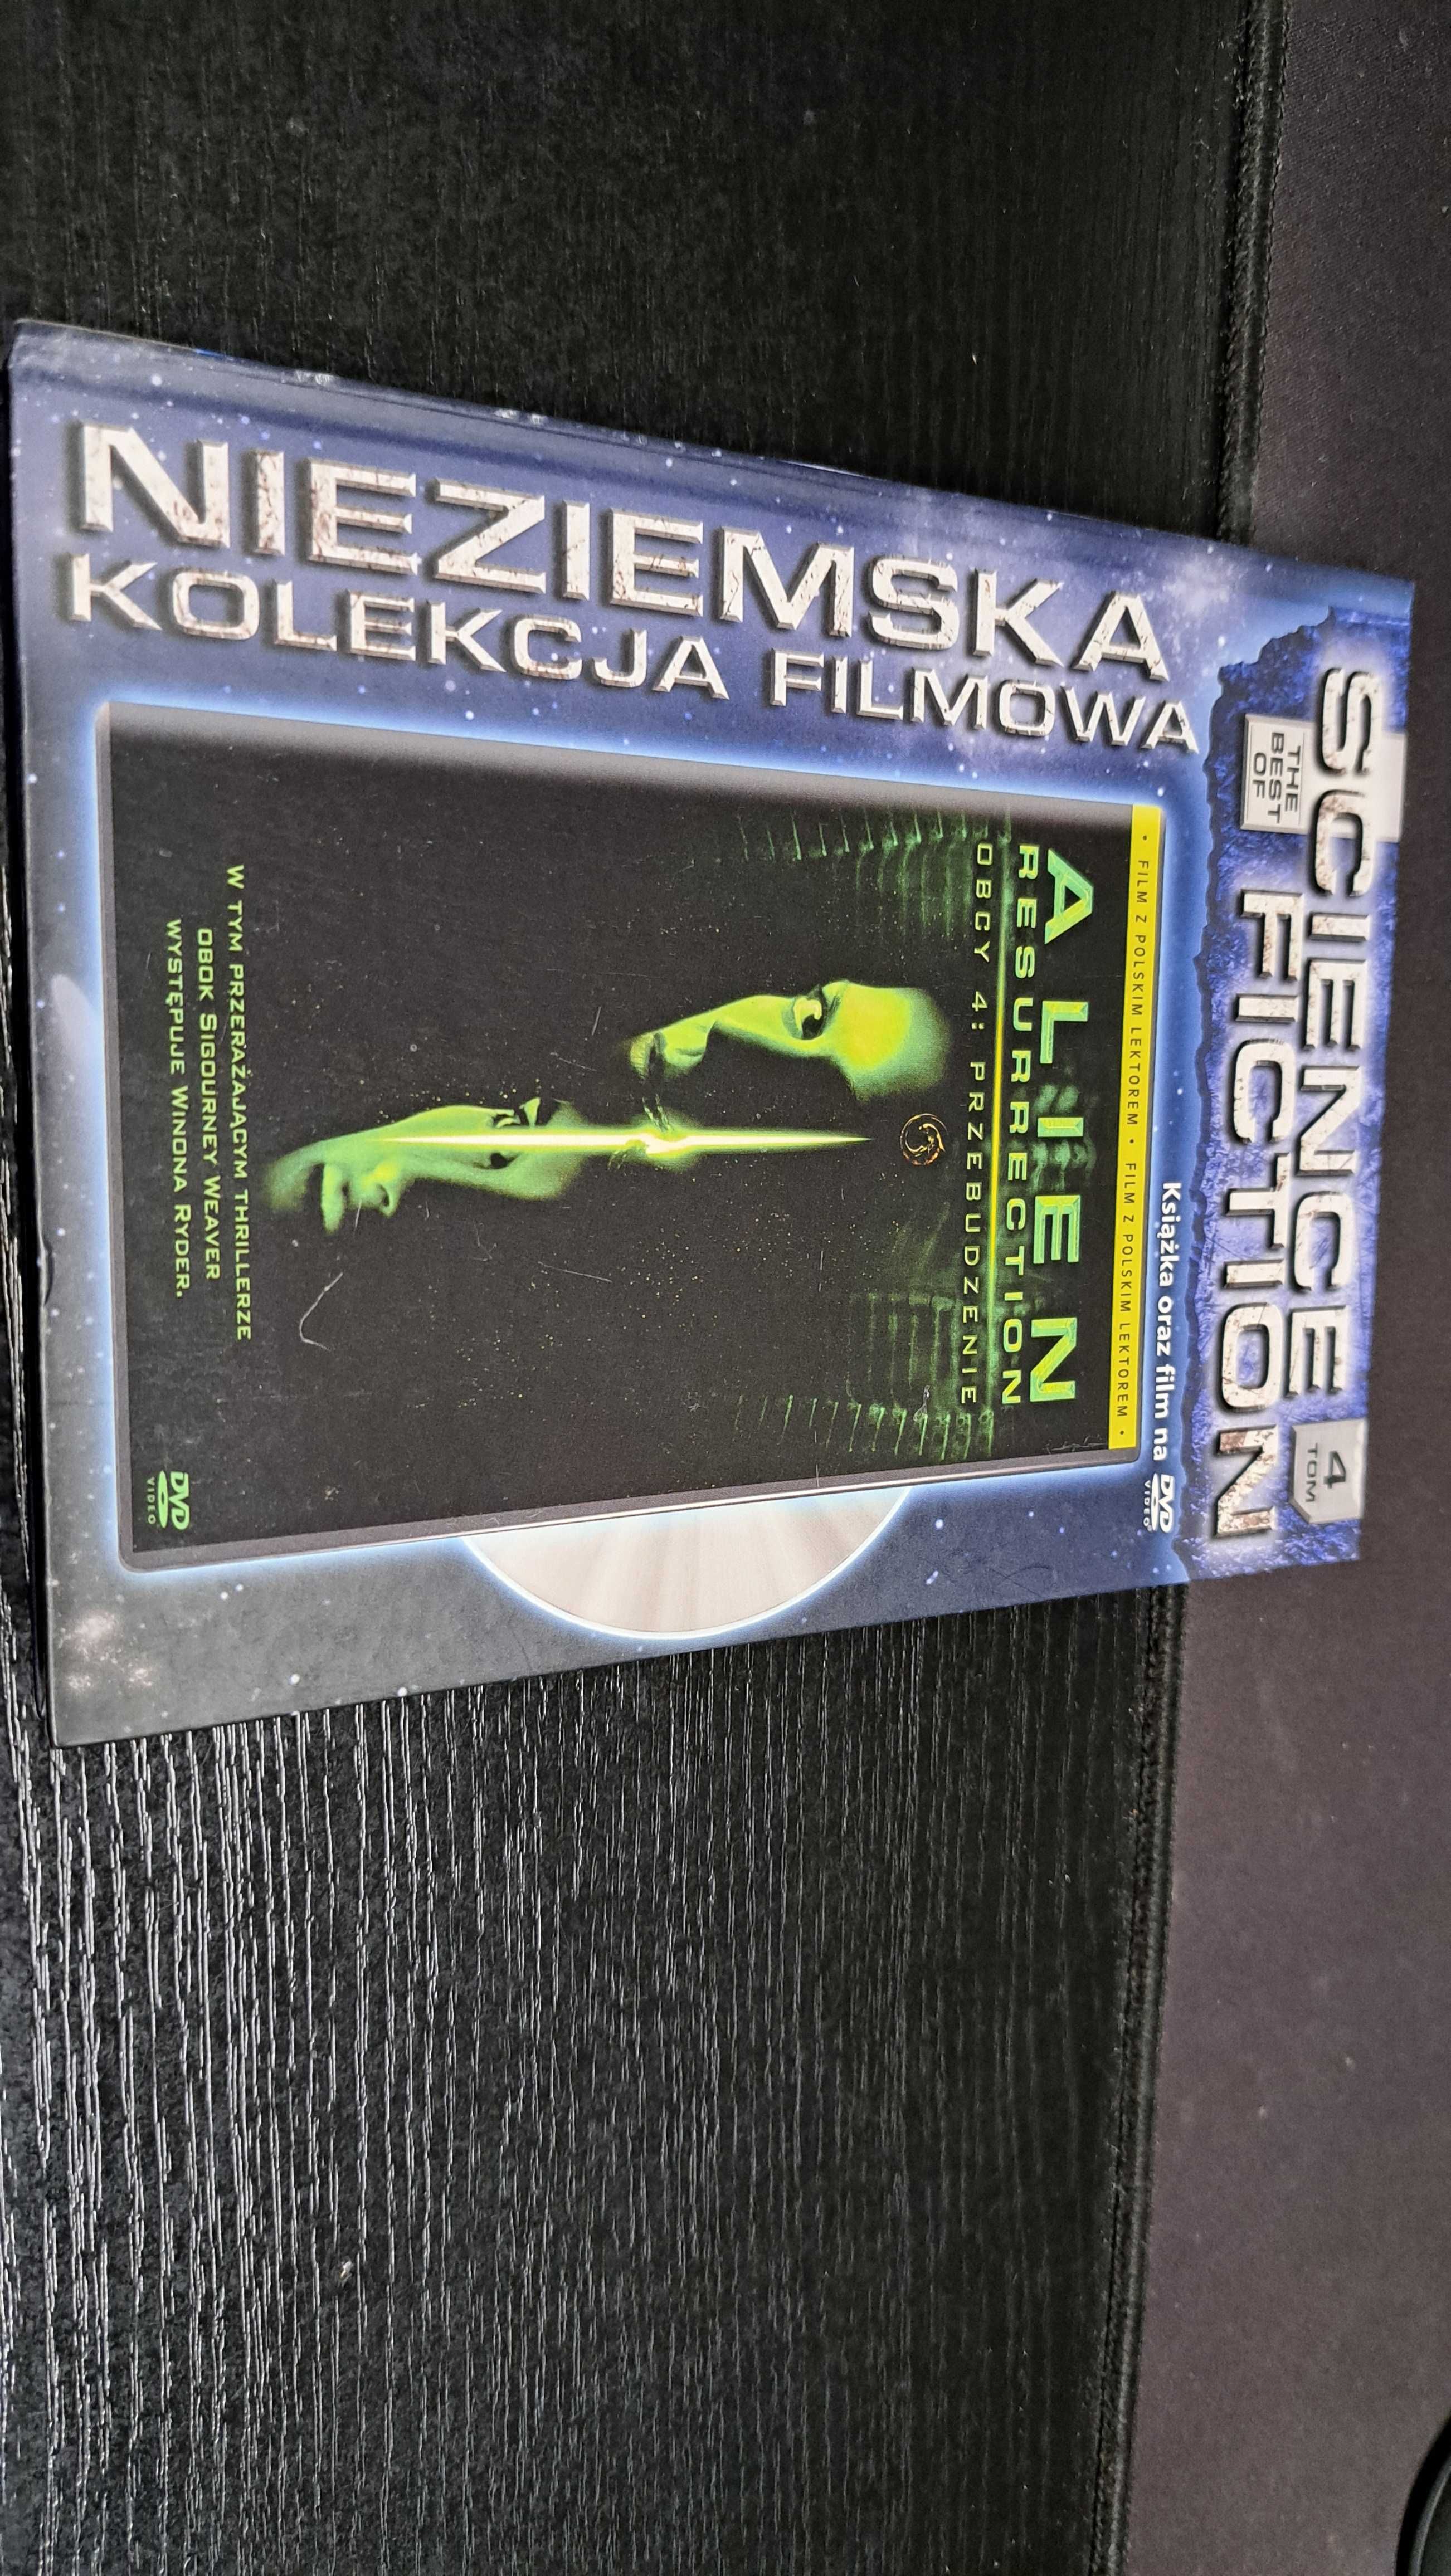 THE
BEST
OF
SCIENCE
FICTION
4
TOM
Książka oraz film na DVD
VIDEO
NIEZIEMSKA
KOLEKCJA FILMOWA
• FILM Z POLSKIM LEKTOREM • FILM Z POLSKIM LEKTOREM •
ALIEN
RESURRECTION
OBCY 4: PRZEBUDZENIE
W TYM PRZERAŻAJĄCYM THRILLERZE
OBOK SIGOURNEY WEAVER
WYSTĘPUJE WINONA RYDER.
DVD
VIDEO